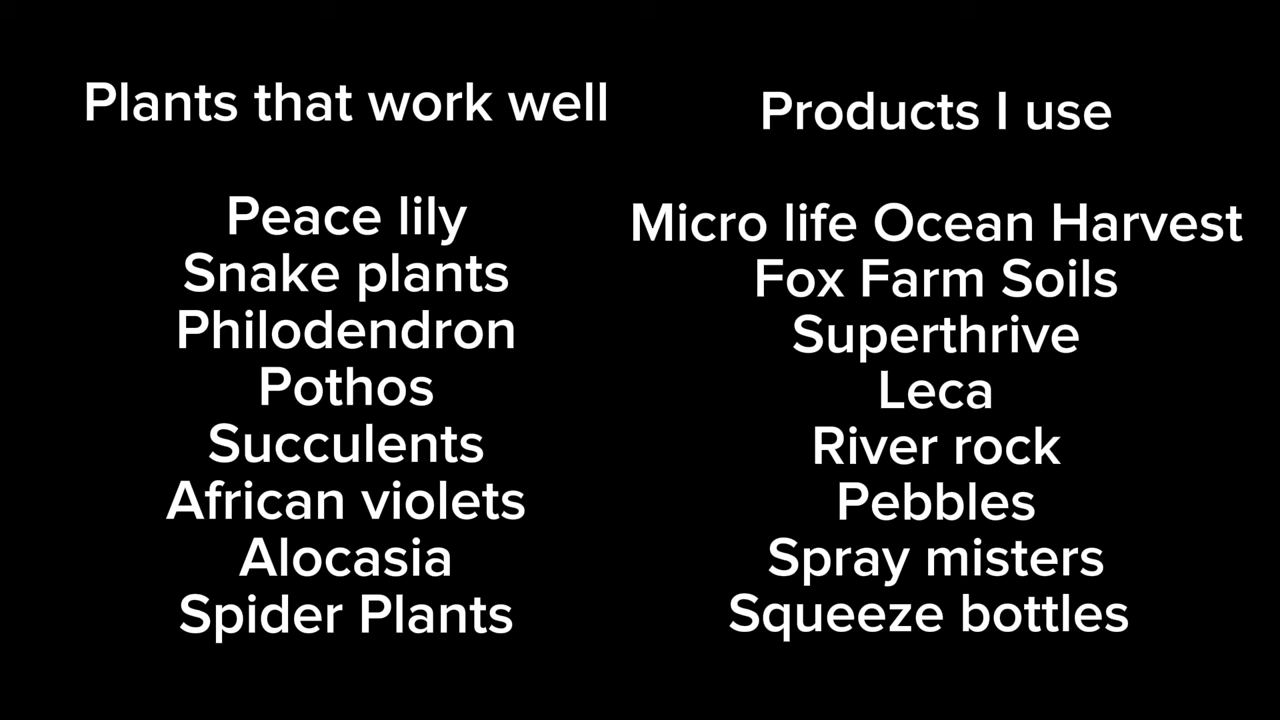 Plants that work well
Peace lily
Snake plants
Philodendron
Pothos
Succulents
African violets
Alocasia
Spider Plants
Products I use
Micro life Ocean Harvest
Fox Farm Soils
Superthrive
Leca
River rock
Pebbles
Spray misters
Squeeze bottles